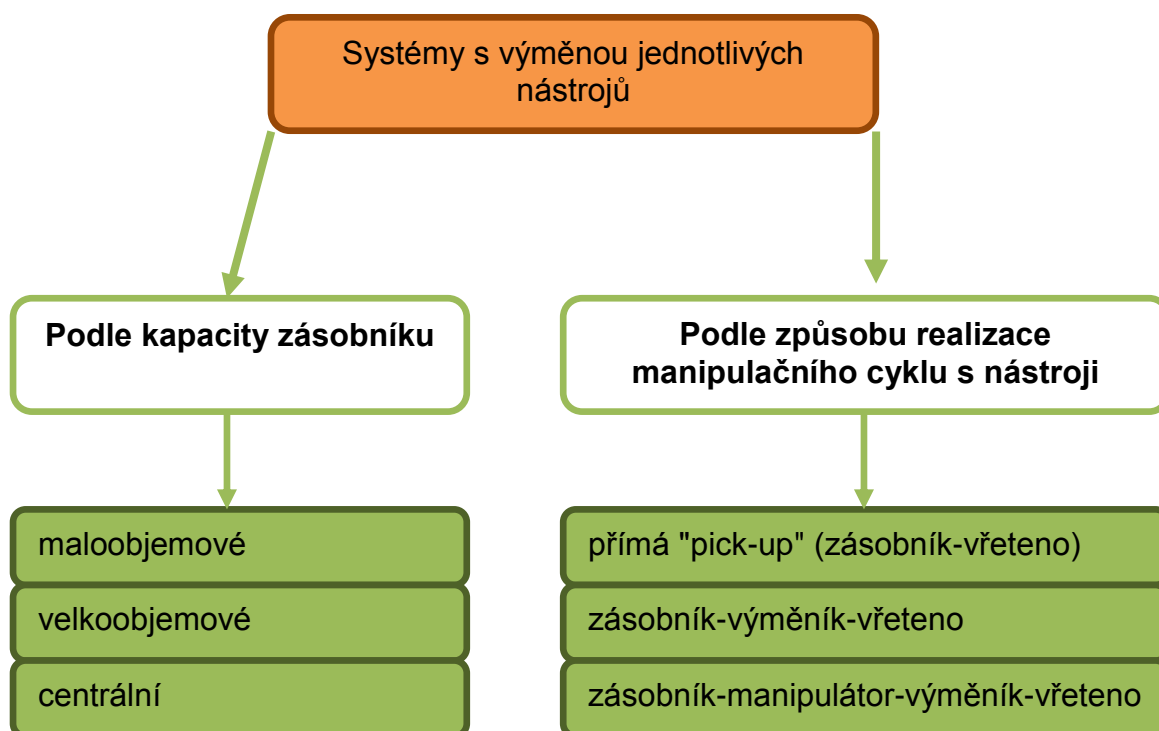 Systémy s výměnou jednotlivých
nástrojů
Podle kapacity zásobníku
Podle způsobu realizace
manipulačního cyklu s nástroji
maloobjemové
velkoobjemové
centrální
přímá "pick-up" (zásobník-vřeteno)
zásobník-výměník-vřeteno
zásobník-manipulátor-výměník-vřeteno